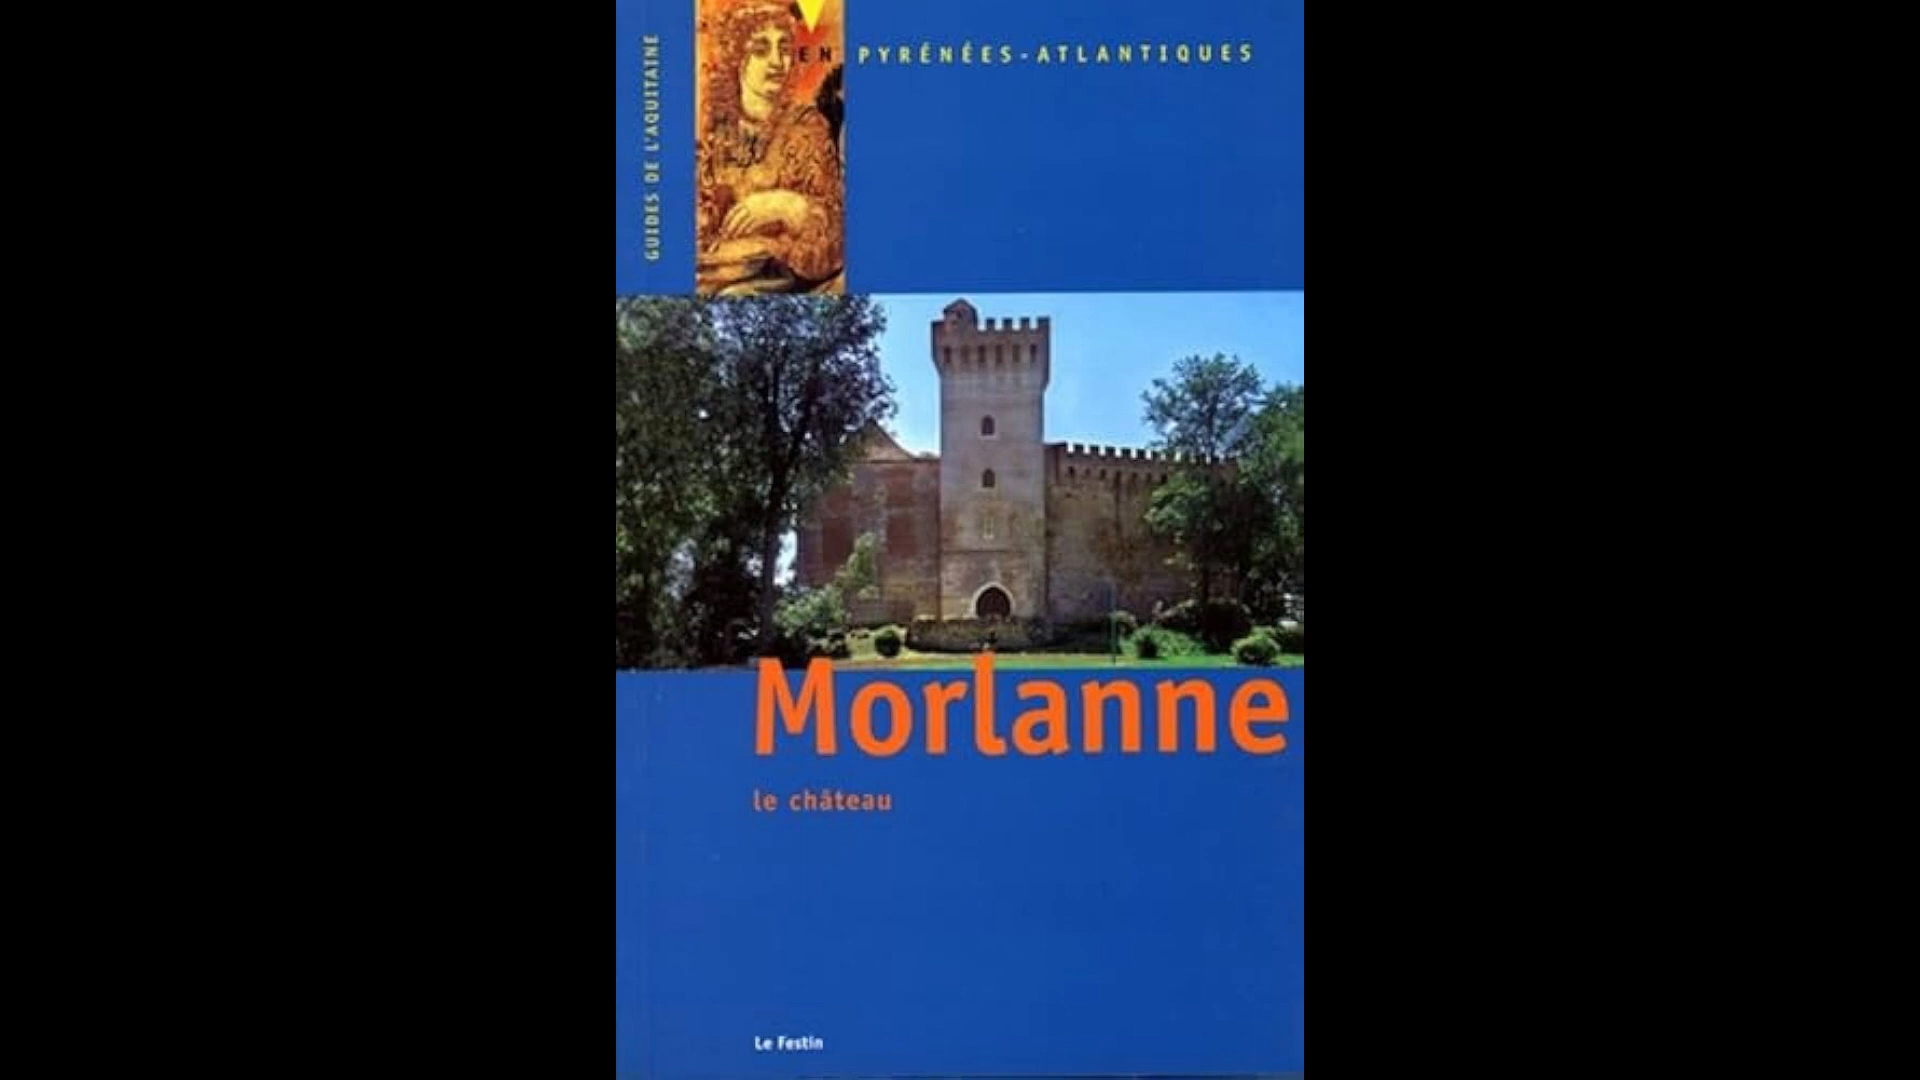 GUIDES DE L'AQUITAINE
EN PYRÉNÉES-ATLANTIQUES
Morlanne
le château
Le Festin